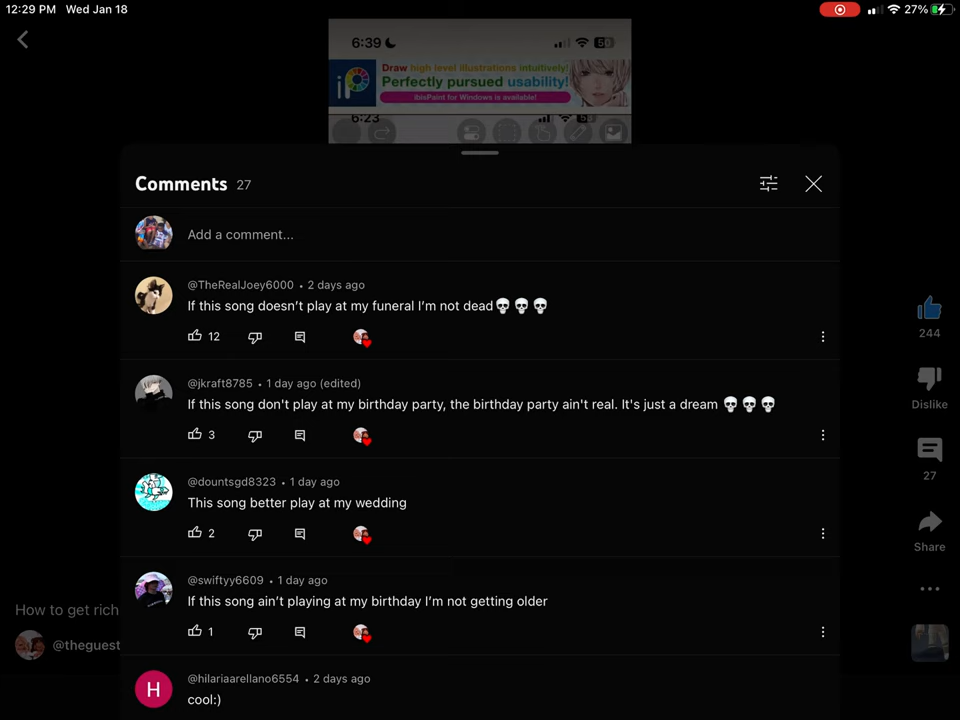 12:29 PM Wed Jan 18
27%
6:39
50
Draw high level illustrations intuitively!
Perfectly pursued usability!
ibisPaint for Windows is available!
6:23
Comments 27
Add a comment...
@TheRealJoey6000 • 2 days ago
If this song doesn't play at my funeral I'm not dead💀💀💀
12
@jkraft8785 • 1 day ago (edited)
If this song don't play at my birthday party, the birthday party ain't real. It's just a dream 💀💀💀
3
@dountsgd8323 • 1 day ago
This song better play at my wedding
2
@swiftyy6609 • 1 day ago
If this song ain't playing at my birthday I'm not getting older
1
H
@hilariaarellano6554 • 2 days ago
cool:)
244
Dislike
27
Share
How to get rich
@theguest